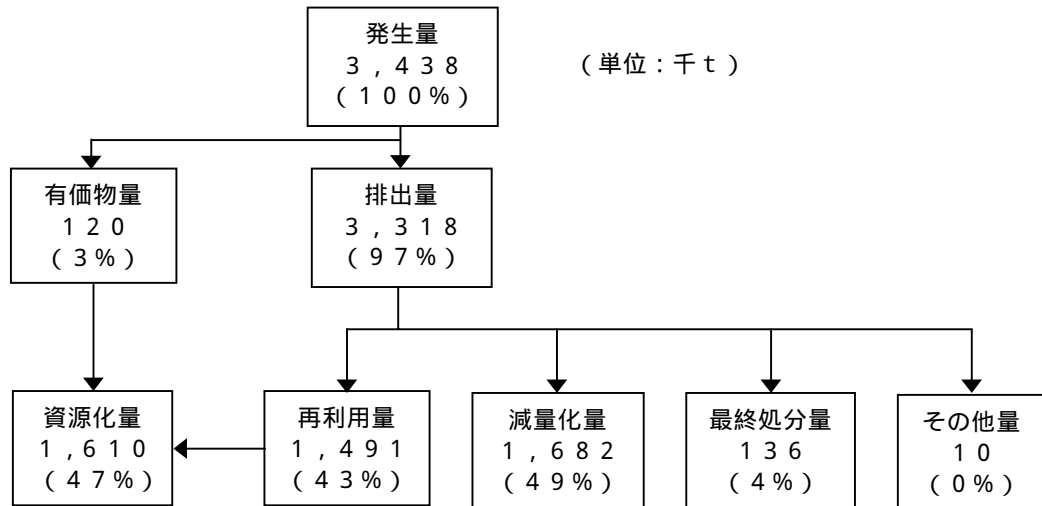 発生量
3,438
(100%)
(単位:千t)
有価物量
120
(3%)
排出量
3,318
(97%)
資源化量
1,610
(47%)
再利用量
1,491
(43%)
減量化量
1,682
(49%)
最終処分量
136
(4%)
その他量
10
(0%)